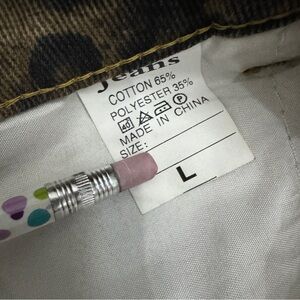 Jeans
COTTON 65%
POLYESTER 35%
MADE IN CHINA
SIZE:
L